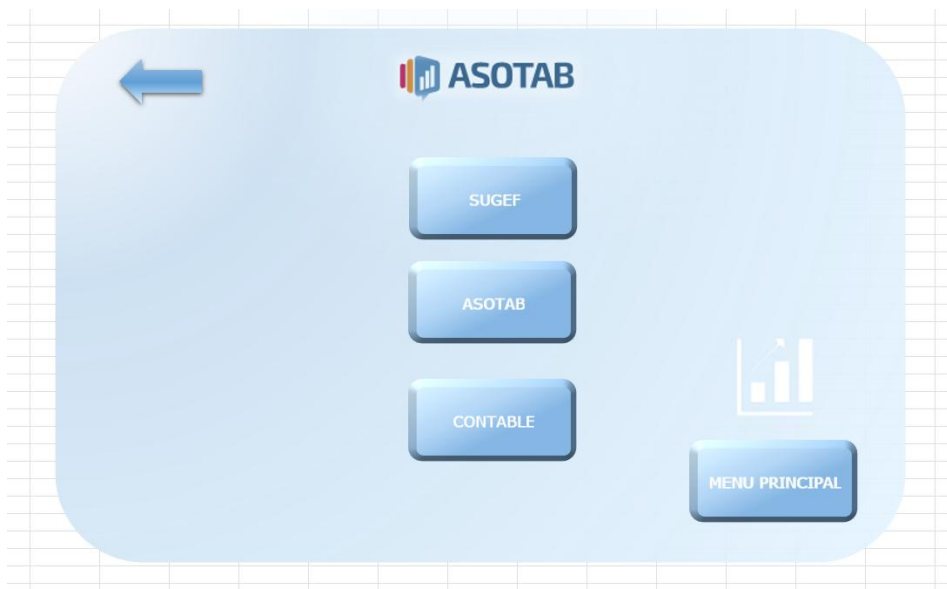 ASOTAB
SUGEF
ASOTAB
CONTABLE
MENU PRINCIPAL